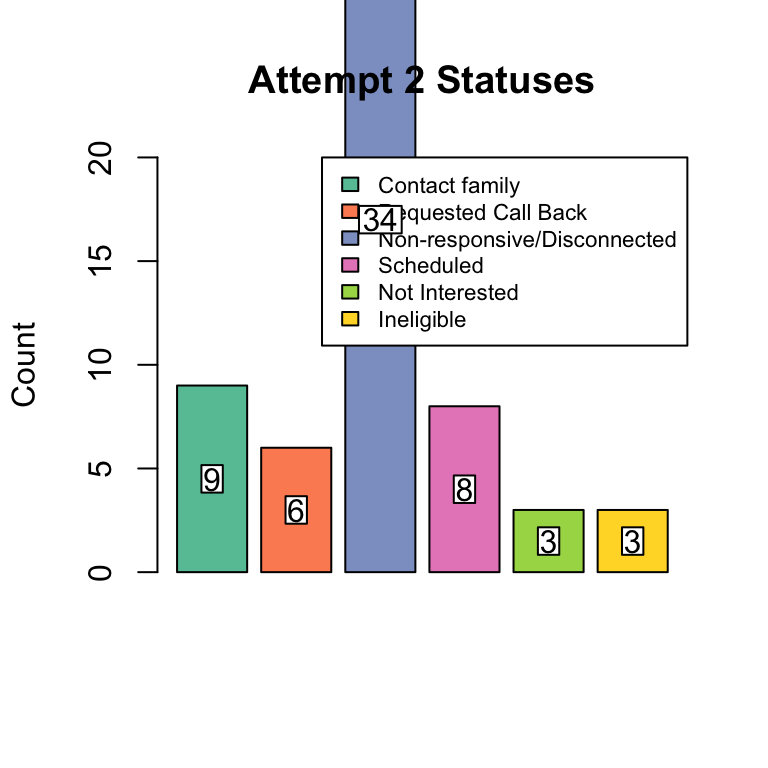 Attempt 2 Statuses
Count
20
15
10
5
0
Contact family
equested Call Back
Non-responsive/Disconnected
Scheduled
Not Interested
Ineligible
34
9
6
8
3
3